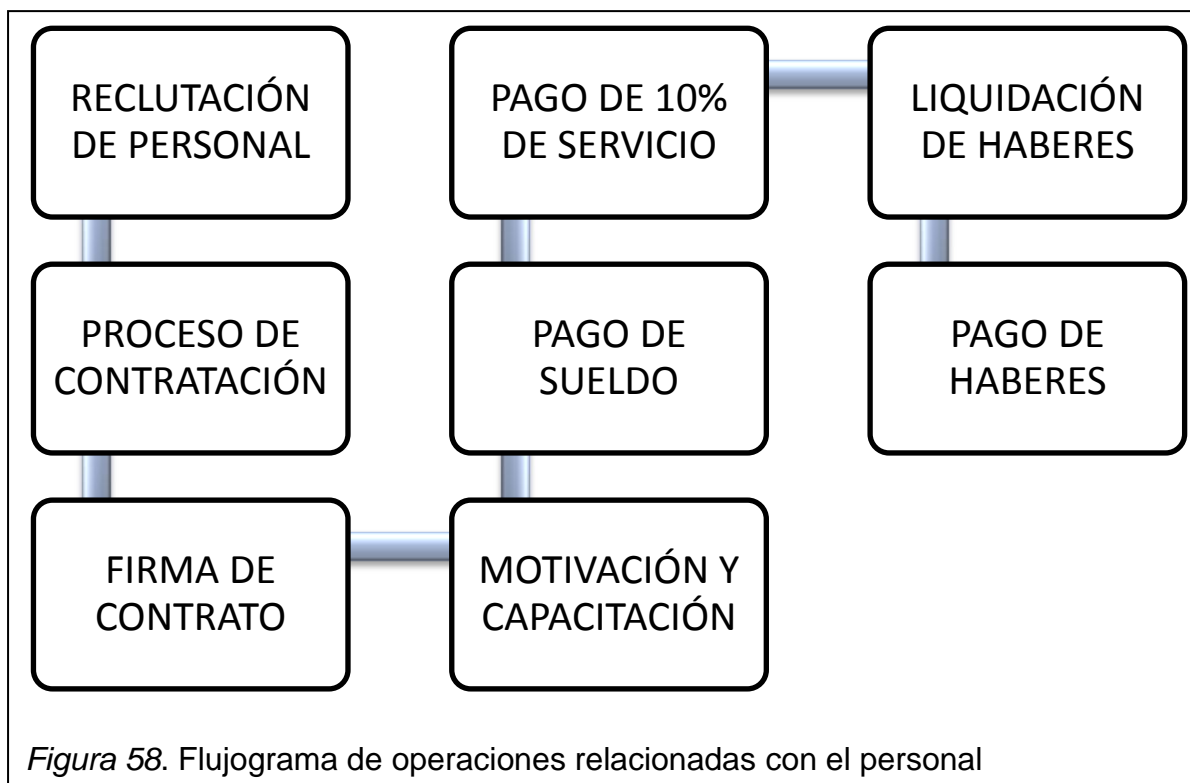 RECLUTACIÓN
DE PERSONAL
PROCESO DE
CONTRATACIÓN
FIRMA DE
CONTRATO
MOTIVACIÓN Y
CAPACITACIÓN
PAGO DE
SUELDO
PAGO DE 10%
DE SERVICIO
LIQUIDACIÓN
DE HABERES
PAGO DE
HABERES
Figura 58. Flujograma de operaciones relacionadas con el personal